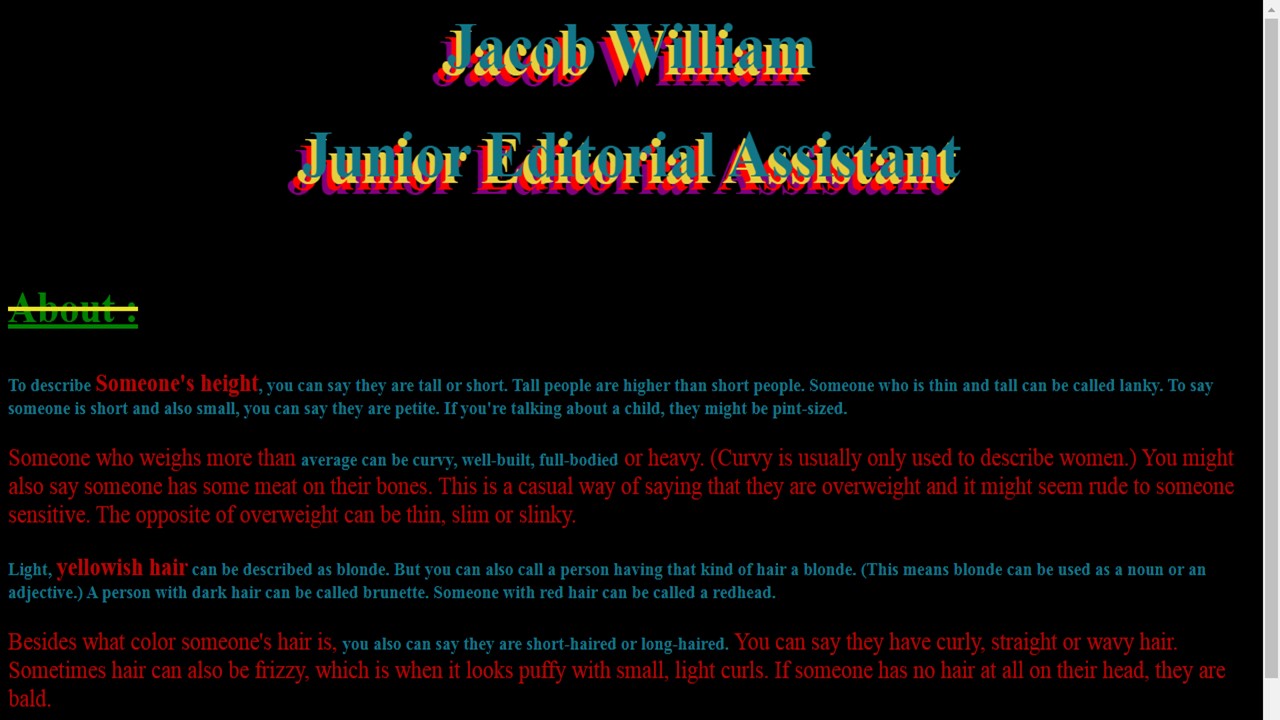 Jacob William
Junior Editorial Assistant
About :
To describe Someone's height, you can say they are tall or short. Tall people are higher than short people. Someone who is thin and tall can be called lanky. To say
someone is short and also small, you can say they are petite. If you're talking about a child, they might be pint-sized.
Someone who weighs more than average can be curvy, well-built, full-bodied or heavy. (Curvy is usually only used to describe women.) You might
also say someone has some meat on their bones. This is a casual way of saying that they are overweight and it might seem rude to someone
sensitive. The opposite of overweight can be thin, slim or slinky.
Light, yellowish hair can be described as blonde. But you can also call a person having that kind of hair a blonde. (This means blonde can be used as a noun or an
adjective.) A person with dark hair can be called brunette. Someone with red hair can be called a redhead.
Besides what color someone's hair is, you also can say they are short-haired or long-haired. You can say they have curly, straight or wavy hair.
Sometimes hair can also be frizzy, which is when it looks puffy with small, light curls. If someone has no hair at all on their head, they are
bald.